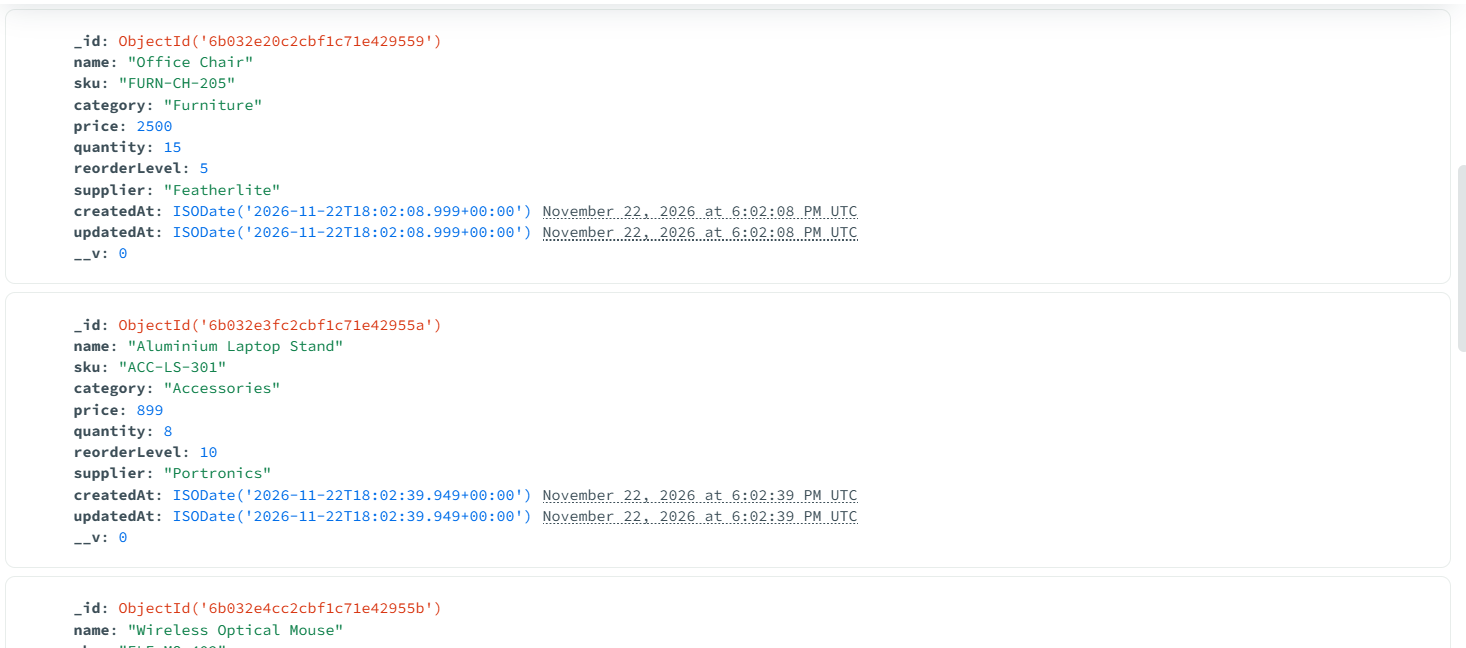 _id: ObjectId('6b032e20c2cbf1c71e429559')
name: "Office Chair"
sku: "FURN-CH-205"
category: "Furniture"
price: 2500
quantity: 15
reorderLevel: 5
supplier: "Featherlite"
createdAt: ISODate('2026-11-22T18:02:08.999+00:00') November 22, 2026 at 6:02:08 PM UTC
updatedAt: ISODate('2026-11-22T18:02:08.999+00:00') November 22, 2026 at 6:02:08 PM UTC
__v: 0
_id: ObjectId('6b032e3fc2cbf1c71e42955a')
name: "Aluminium Laptop Stand"
sku: "ACC-LS-301"
category: "Accessories"
price: 899
quantity: 8
reorderLevel: 10
supplier: "Portronics"
createdAt: ISODate('2026-11-22T18:02:39.949+00:00') November 22, 2026 at 6:02:39 PM UTC
updatedAt: ISODate('2026-11-22T18:02:39.949+00:00') November 22, 2026 at 6:02:39 PM UTC
__v: 0
_id: ObjectId('6b032e4cc2cbf1c71e42955b')
name: "Wireless Optical Mouse"